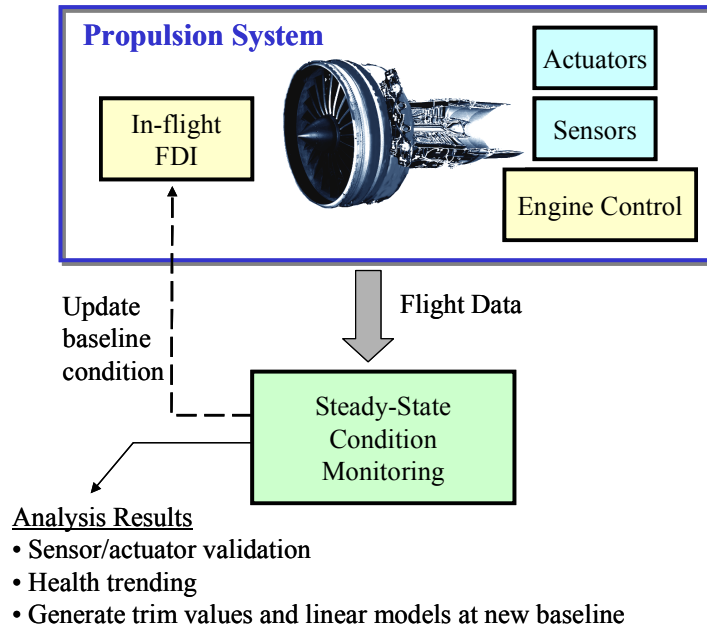 Propulsion System
Actuators
In-flight
FDI
Sensors
Engine Control
Update
baseline
condition
Flight Data
Steady-State
Condition
Monitoring
Analysis Results
• Sensor/actuator validation
• Health trending
• Generate trim values and linear models at new baseline